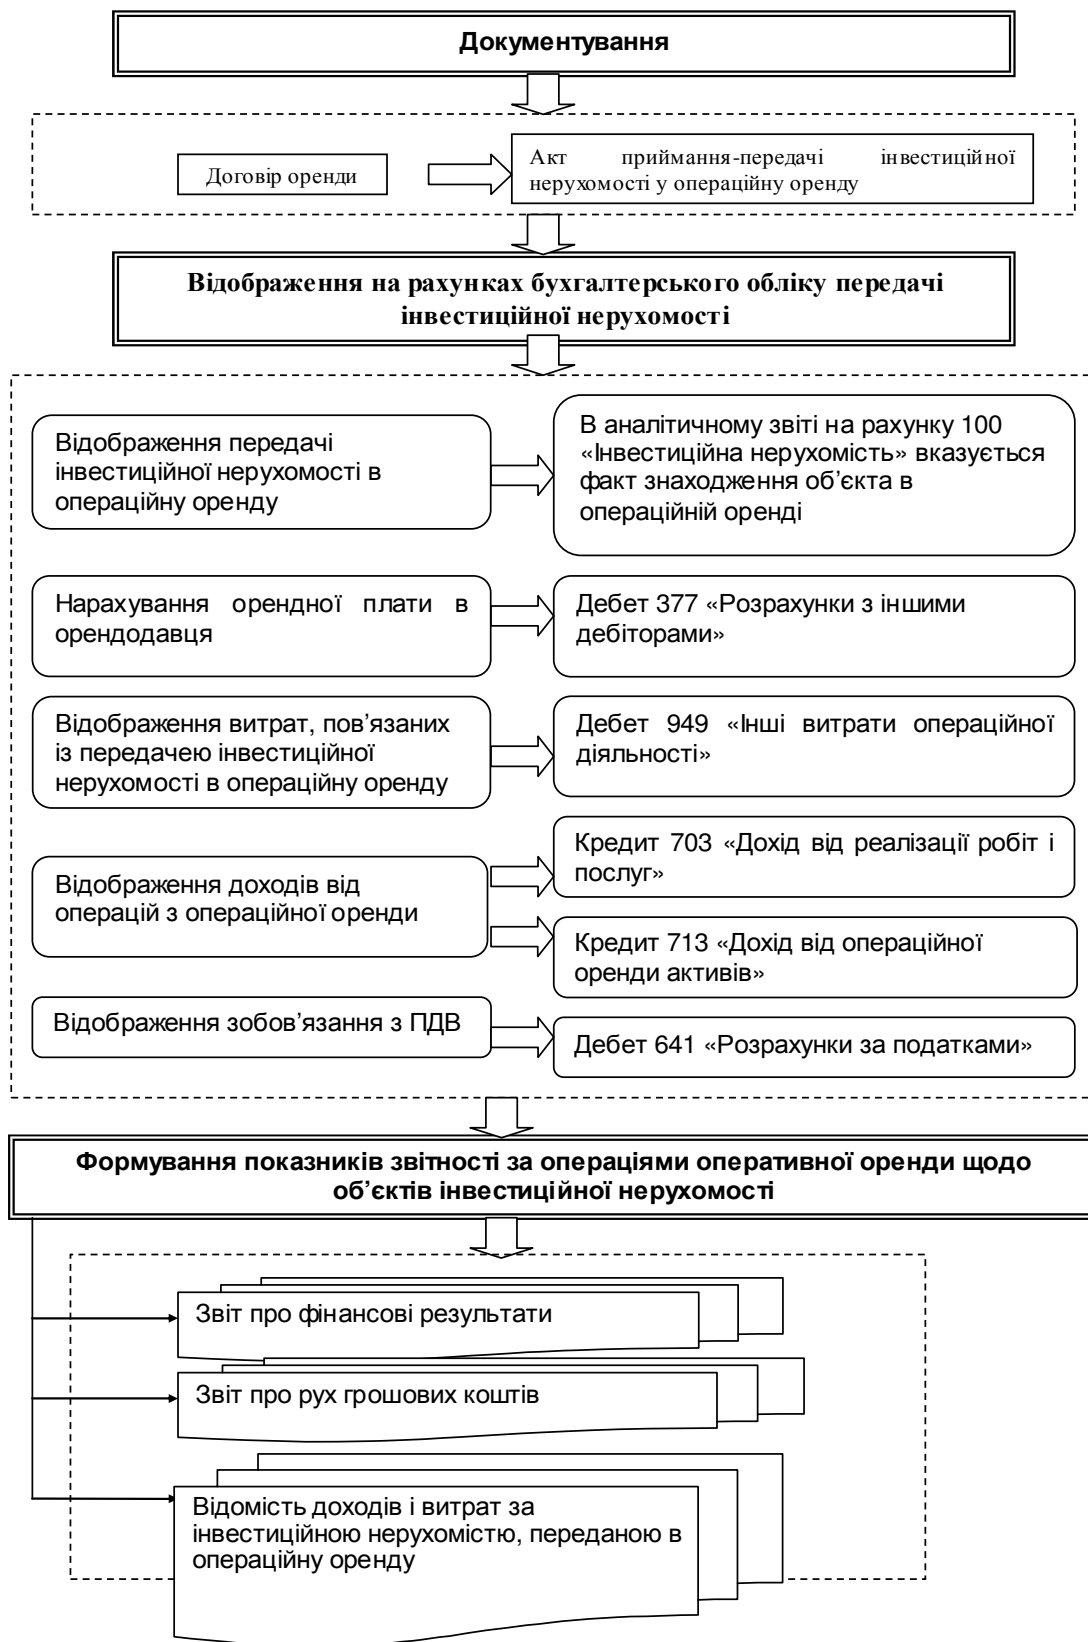 Документування
Договір оренди
Акт приймання-передачі інвестиційної
нерухомості у операційну оренду
Відображення на рахунках бухгалтерського обліку передачі
інвестиційної нерухомості
Відображення передачі
інвестиційної нерухомості в
операційну оренду
В аналітичному звіті на рахунку 100
«Інвестиційна нерухомість» вказується
факт знаходження об’єкта в
операційній оренді
Нарахування орендної плати в
орендодавця
Дебет 377 «Розрахунки з іншими
дебіторами»
Відображення витрат, пов’язаних
із передачею інвестиційної
нерухомості в операційну оренду
Дебет 949 «Інші витрати операційної
діяльності»
Відображення доходів від
операцій з операційної оренди
Кредит 703 «Дохід від реалізації робіт і
послуг»
Кредит 713 «Дохід від операційної
оренди активів»
Відображення зобов’язання з ПДВ
Дебет 641 «Розрахунки за податками»
Формування показників звітності за операціями оперативної оренди щодо
об’єктів інвестиційної нерухомості
Звіт про фінансові результати
Звіт про рух грошових коштів
Відомість доходів і витрат за
інвестиційною нерухомістю, переданою в
операційну оренду